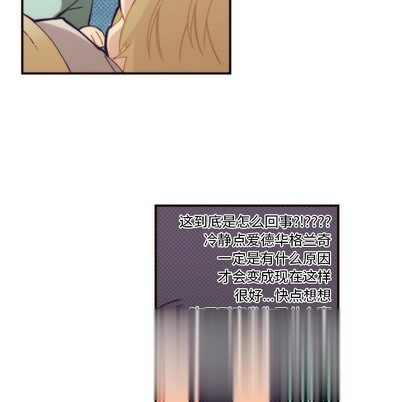 这到底是怎么回事?!????
冷静点爱德华格兰奇
一定是有什么原因
才会变成现在这样
很好...快点想想